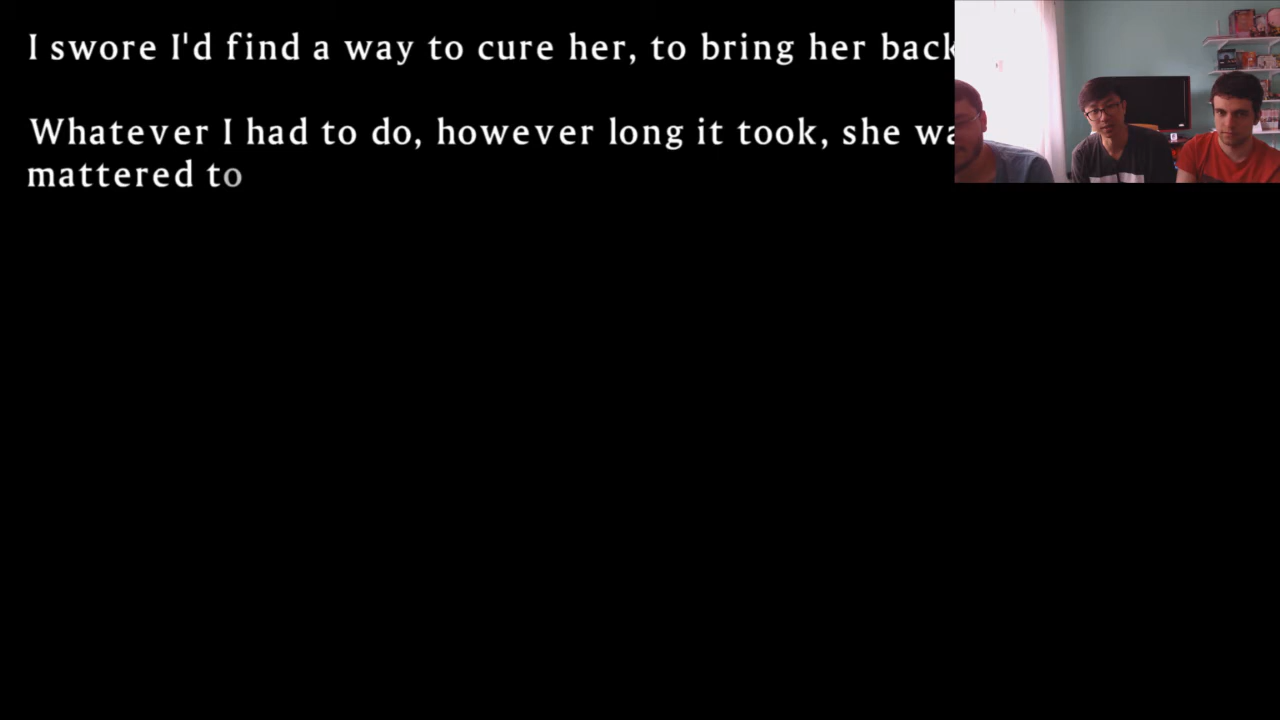 I swore I'd find a way to cure her, to bring her back
Whatever I had to do, however long it took, she
mattered to